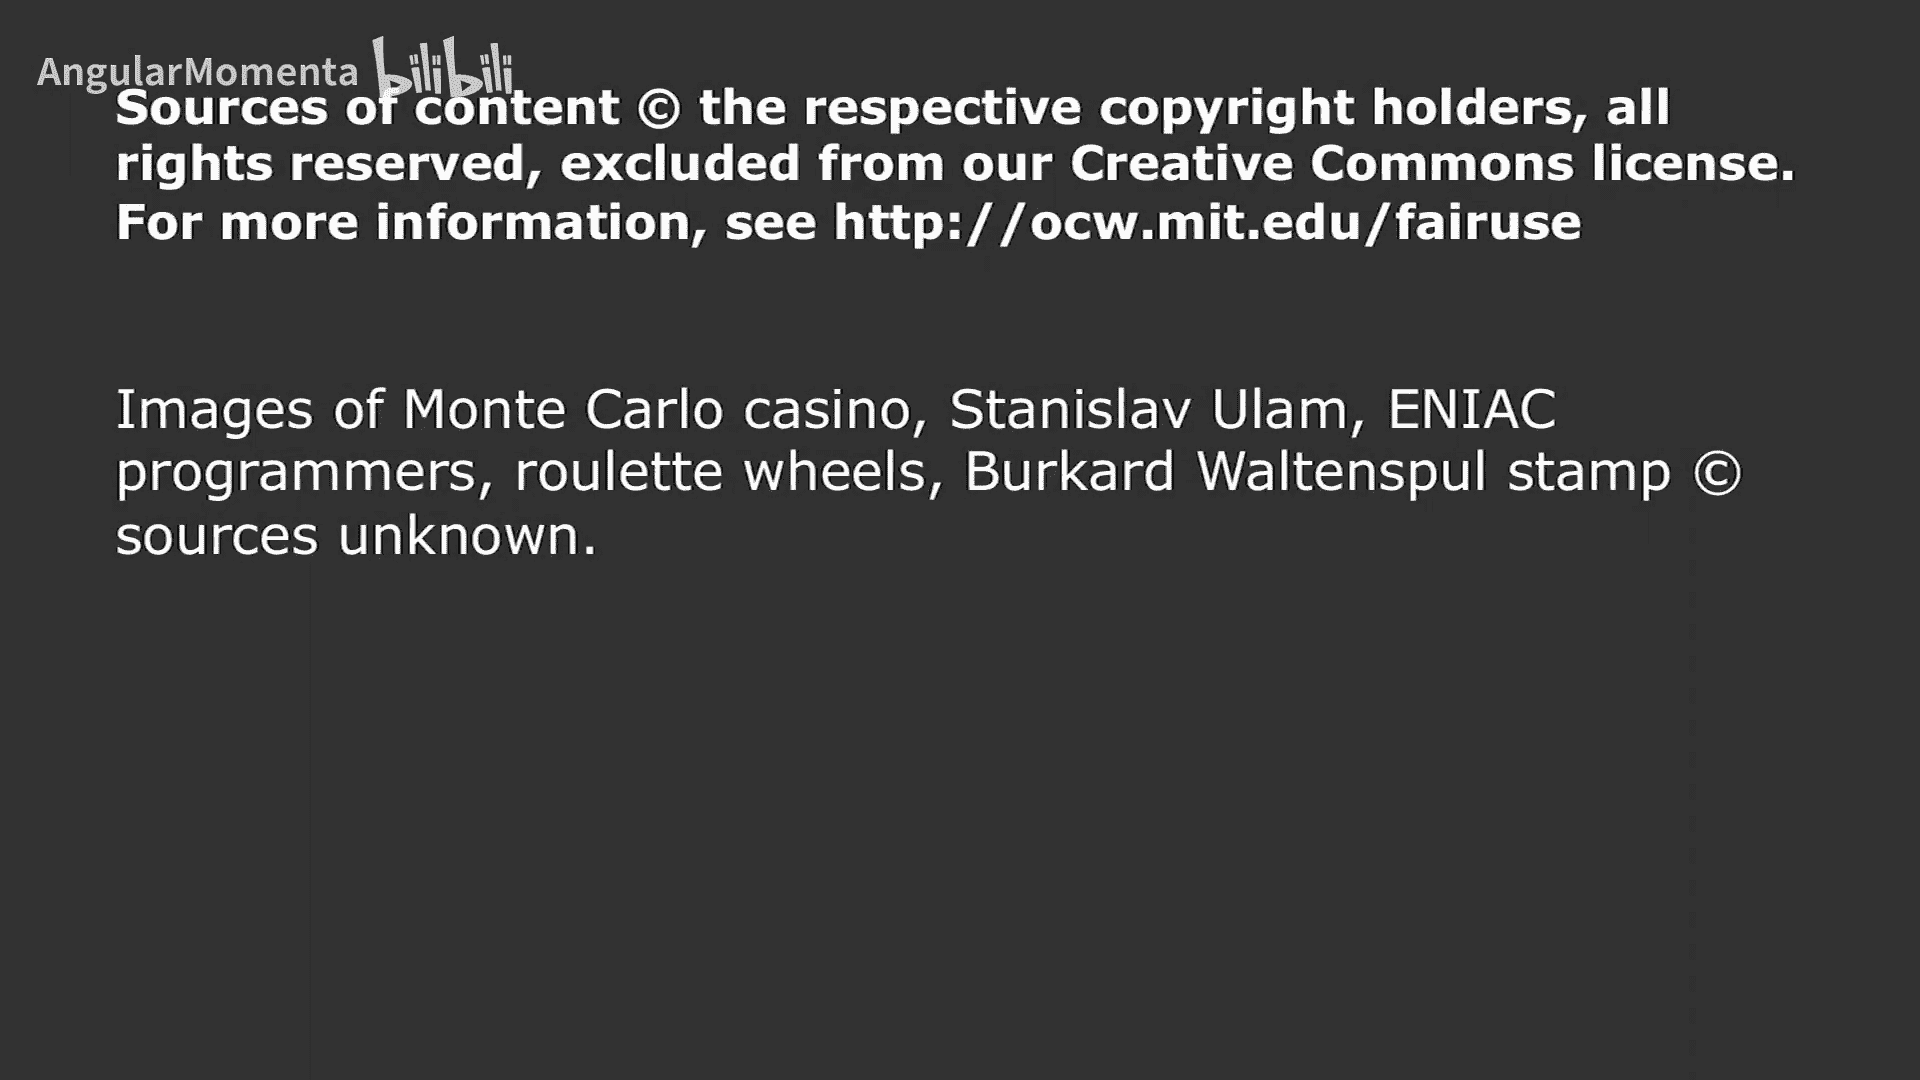 AngularMomenta bilibili
Sources of content © the respective copyright holders, all
rights reserved, excluded from our Creative Commons license.
For more information, see http://ocw.mit.edu/fairuse
Images of Monte Carlo casino, Stanislav Ulam, ENIAC
programmers, roulette wheels, Burkard Waltenspul stamp ©
sources unknown.